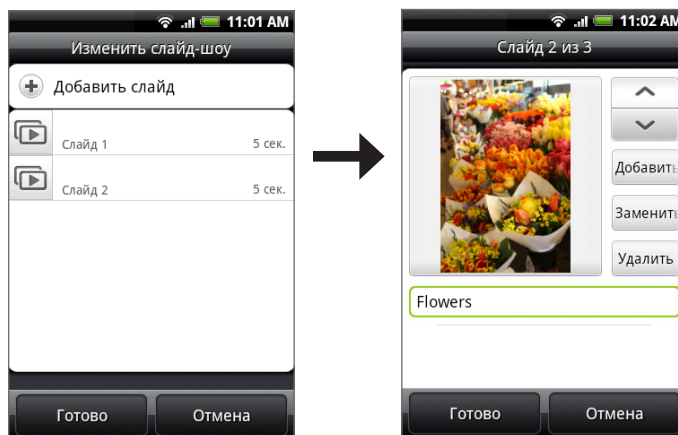 11:01 AM
Изменить слайд-шоу
Добавить слайд
Слайд 1 5 сек.
Слайд 2 5 сек.
Готово Отмена
11:02 AM
Слайд 2 из 3
Добавить
Заменить
Удалить
Flowers
Готово Отмена